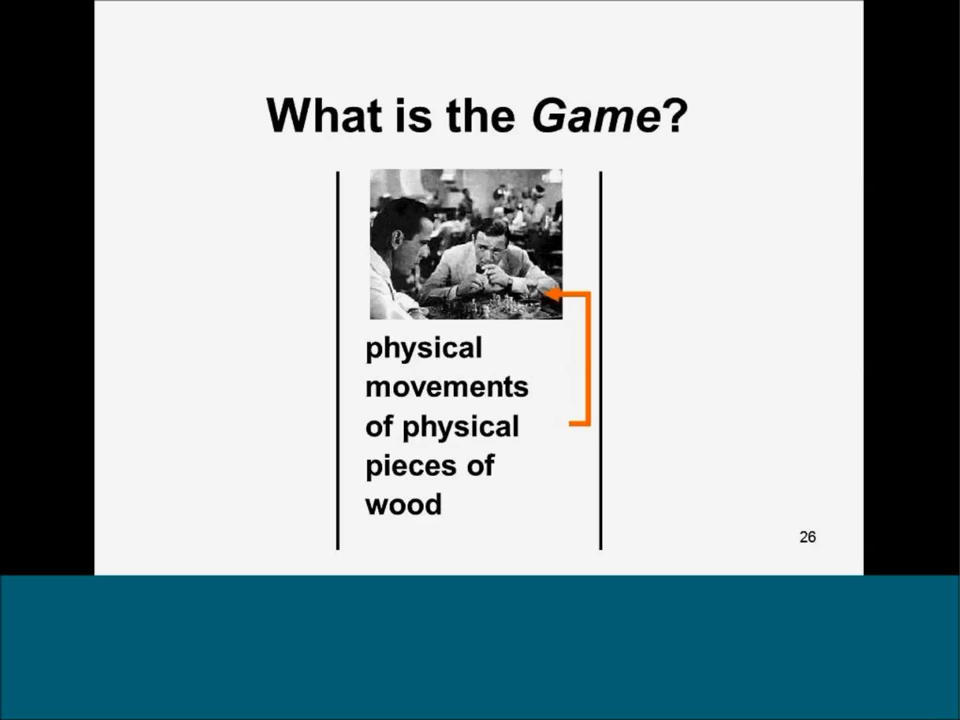 What is the Game?
physical
movements
of physical
pieces of
wood
26